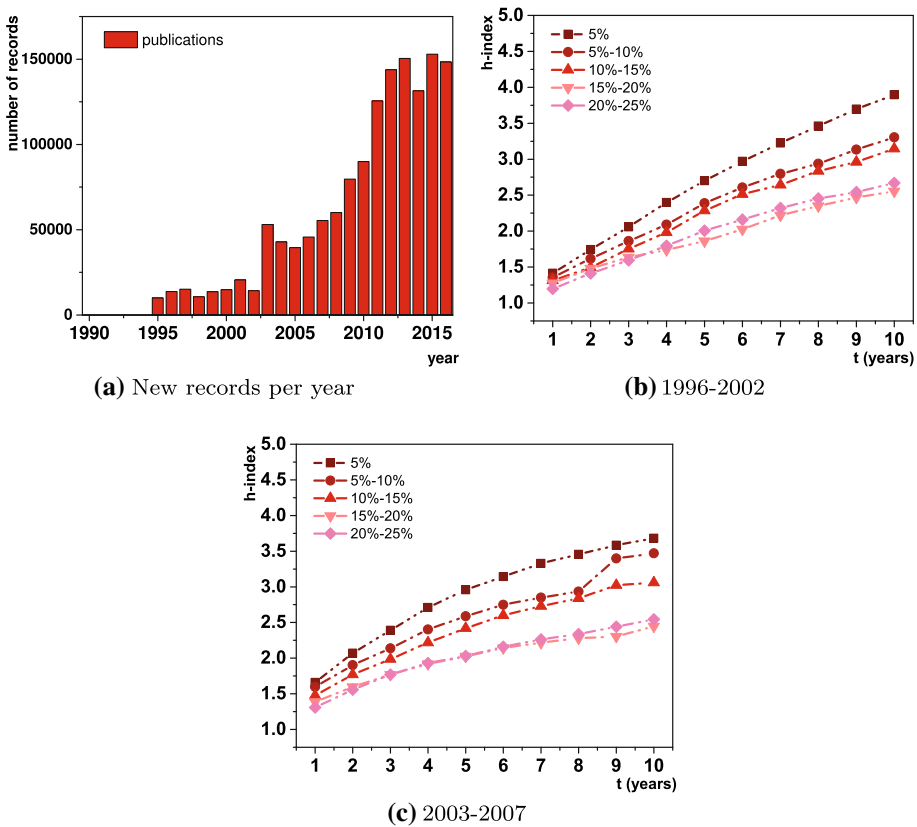 number of records
publications
150000
100000
50000
0
1990 1995 2000 2005 2010 2015
year
(a) New records per year
h-index
5.0
4.5
4.0
3.5
3.0
2.5
2.0
1.5
1.0
5%
5%-10%
10%-15%
15%-20%
20%-25%
1 2 3 4 5 6 7 8 9 10
t (years)
(b) 1996-2002
h-index
5.0
4.5
4.0
3.5
3.0
2.5
2.0
1.5
1.0
5%
5%-10%
10%-15%
15%-20%
20%-25%
1 2 3 4 5 6 7 8 9 10
t (years)
(c) 2003-2007